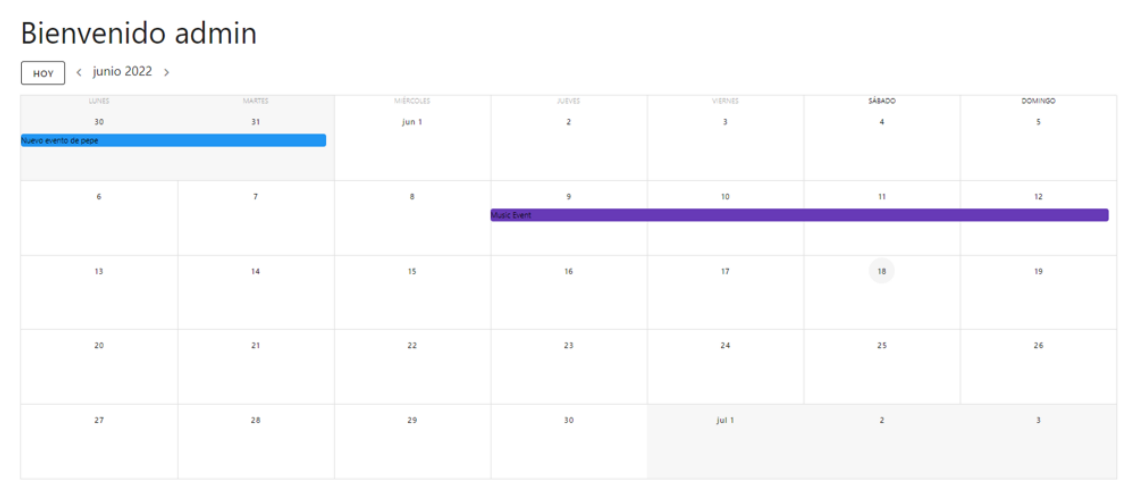 Bienvenido admin
HOY < junio 2022 >
LUNES MARTES MIÉRCOLES JUEVES VIERNES SÁBADO DOMINGO
30 31 jun 1 2 3 4 5
Nuevo evento de pepe
6 7 8 9 10 11 12
Music Event
13 14 15 16 17 18 19
20 21 22 23 24 25 26
27 28 29 30 jul 1 2 3